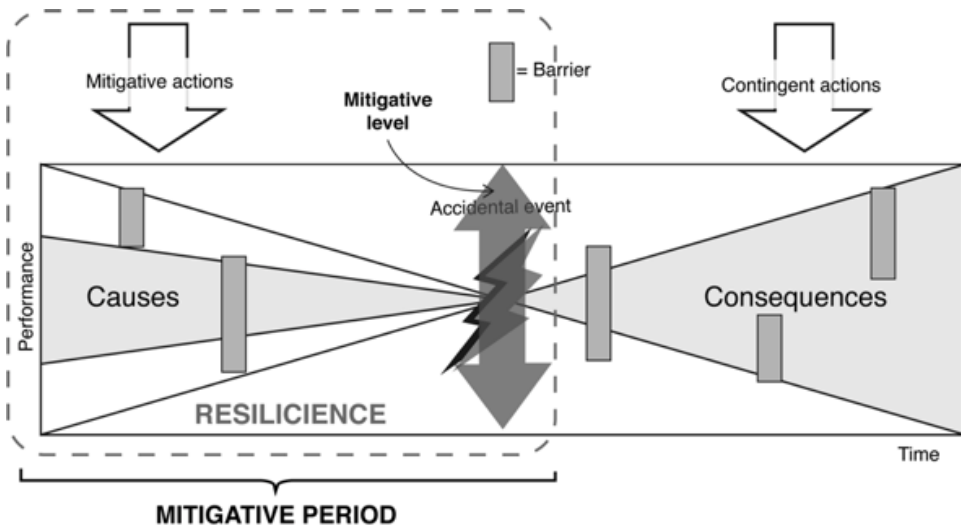 Mitigative actions
= Barrier
Contingent actions
Mitigative
level
Accidental event
Performance
Causes
Consequences
RESILICIENCE
Time
MITIGATIVE PERIOD